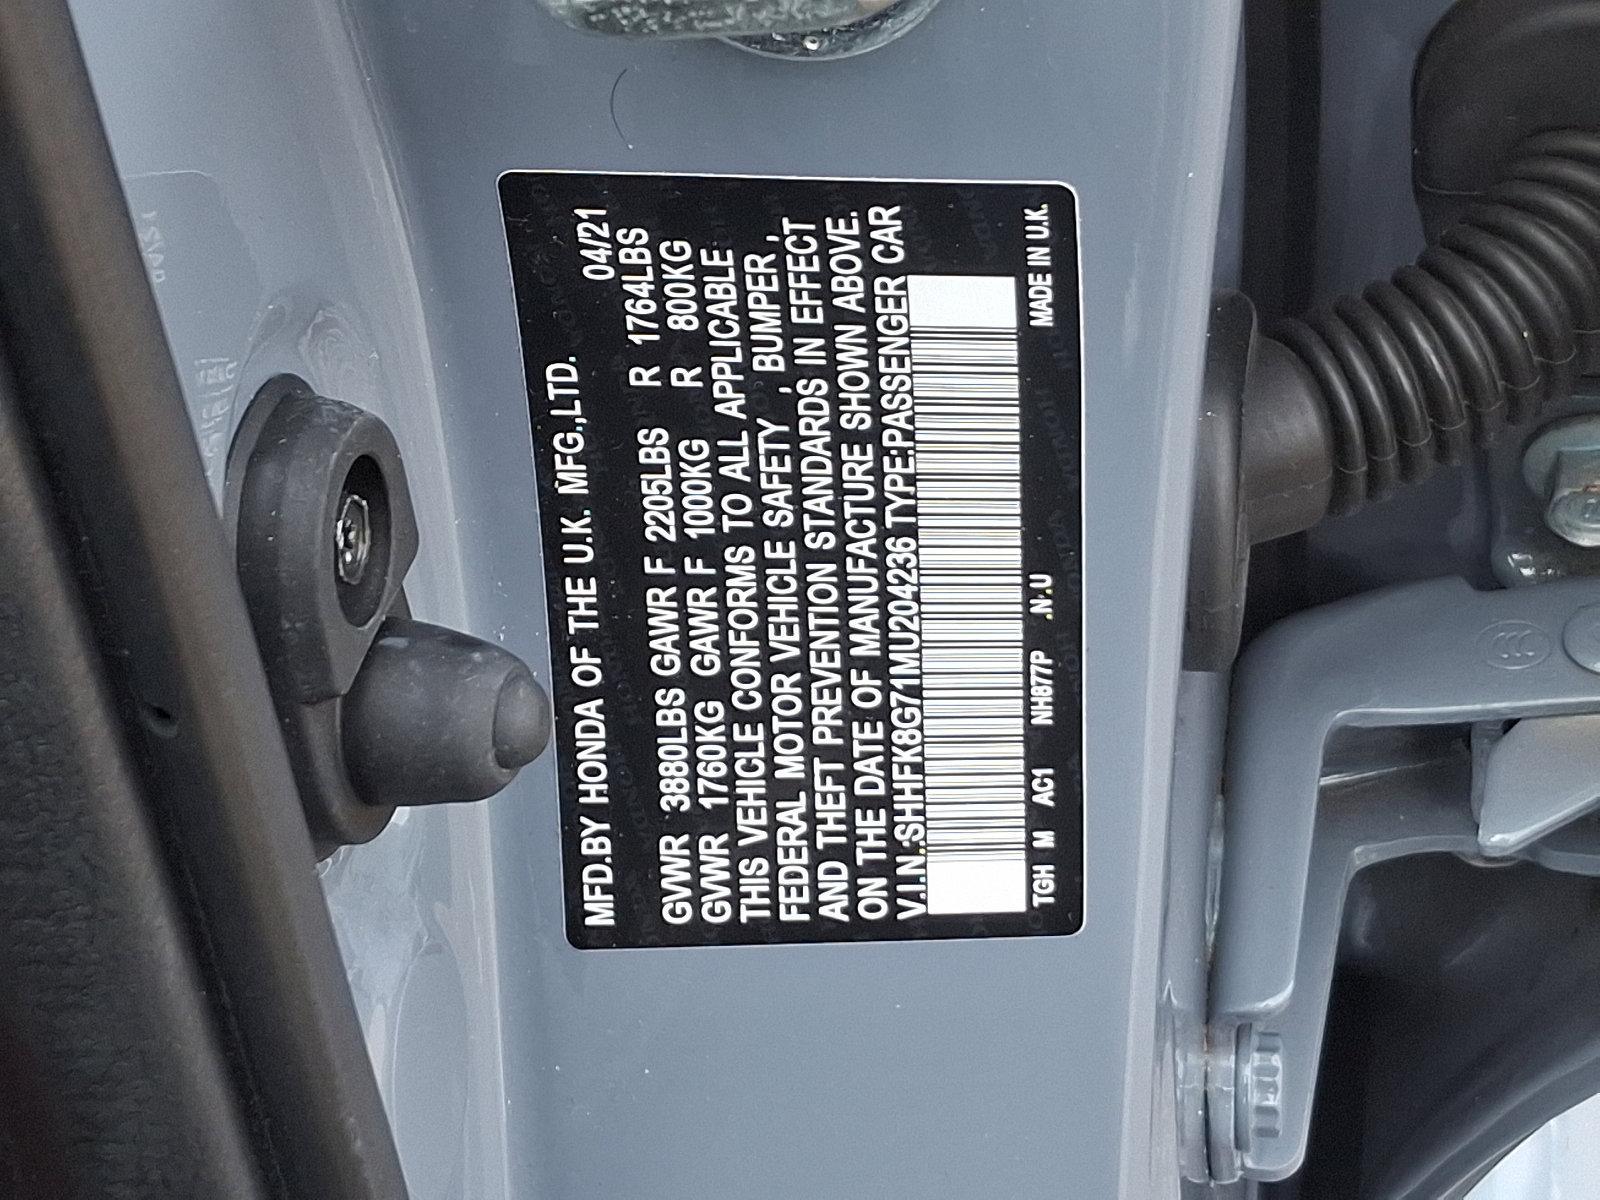 MFD.BY HONDA OF THE U.K. MFG.,LTD. 04/21
GVWR 3880LBS GAWR F 2205LBS R 1764LBS
GVWR 1760KG GAWR F 1000KG R 800KG
THIS VEHICLE CONFORMS TO ALL APPLICABLE
FEDERAL MOTOR VEHICLE SAFETY , BUMPER ,
AND THEFT PREVENTION STANDARDS IN EFFECT
ON THE DATE OF MANUFACTURE SHOWN ABOVE.
V.I.N.:SHHFK8G71MU204236 TYPE:PASSENGER CAR
TGH M AC1 NH877P .N.U MADE IN U.K.